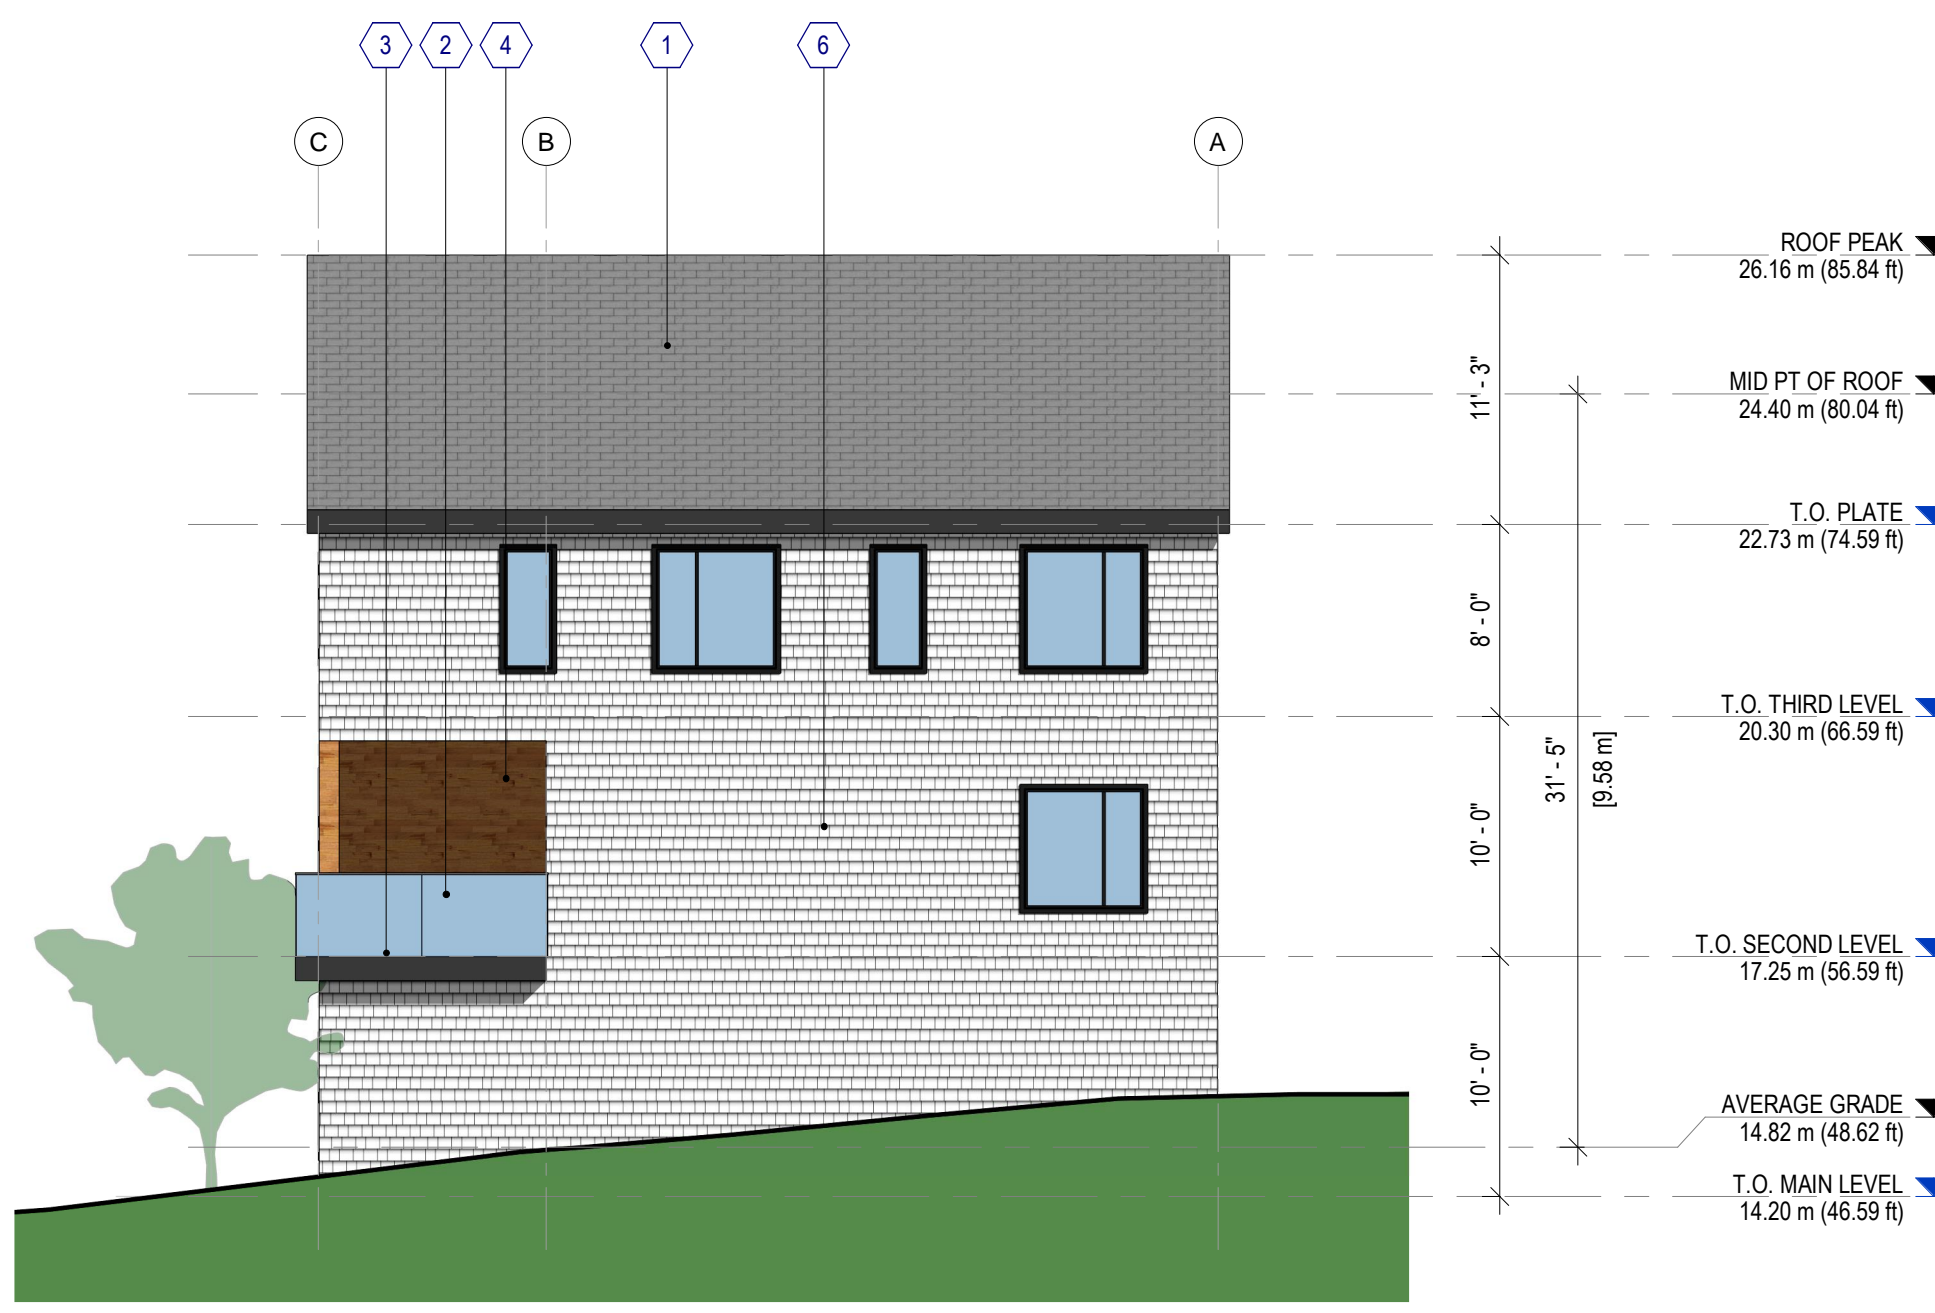 3 2 4 1 6
C B A
ROOF PEAK
26.16 m (85.84 ft)
11' - 3"
MID PT OF ROOF
24.40 m (80.04 ft)
T.O. PLATE
22.73 m (74.59 ft)
8' - 0"
T.O. THIRD LEVEL
20.30 m (66.59 ft)
31' - 5"
[9.58 m]
10' - 0"
T.O. SECOND LEVEL
17.25 m (56.59 ft)
10' - 0"
AVERAGE GRADE
14.82 m (48.62 ft)
T.O. MAIN LEVEL
14.20 m (46.59 ft)